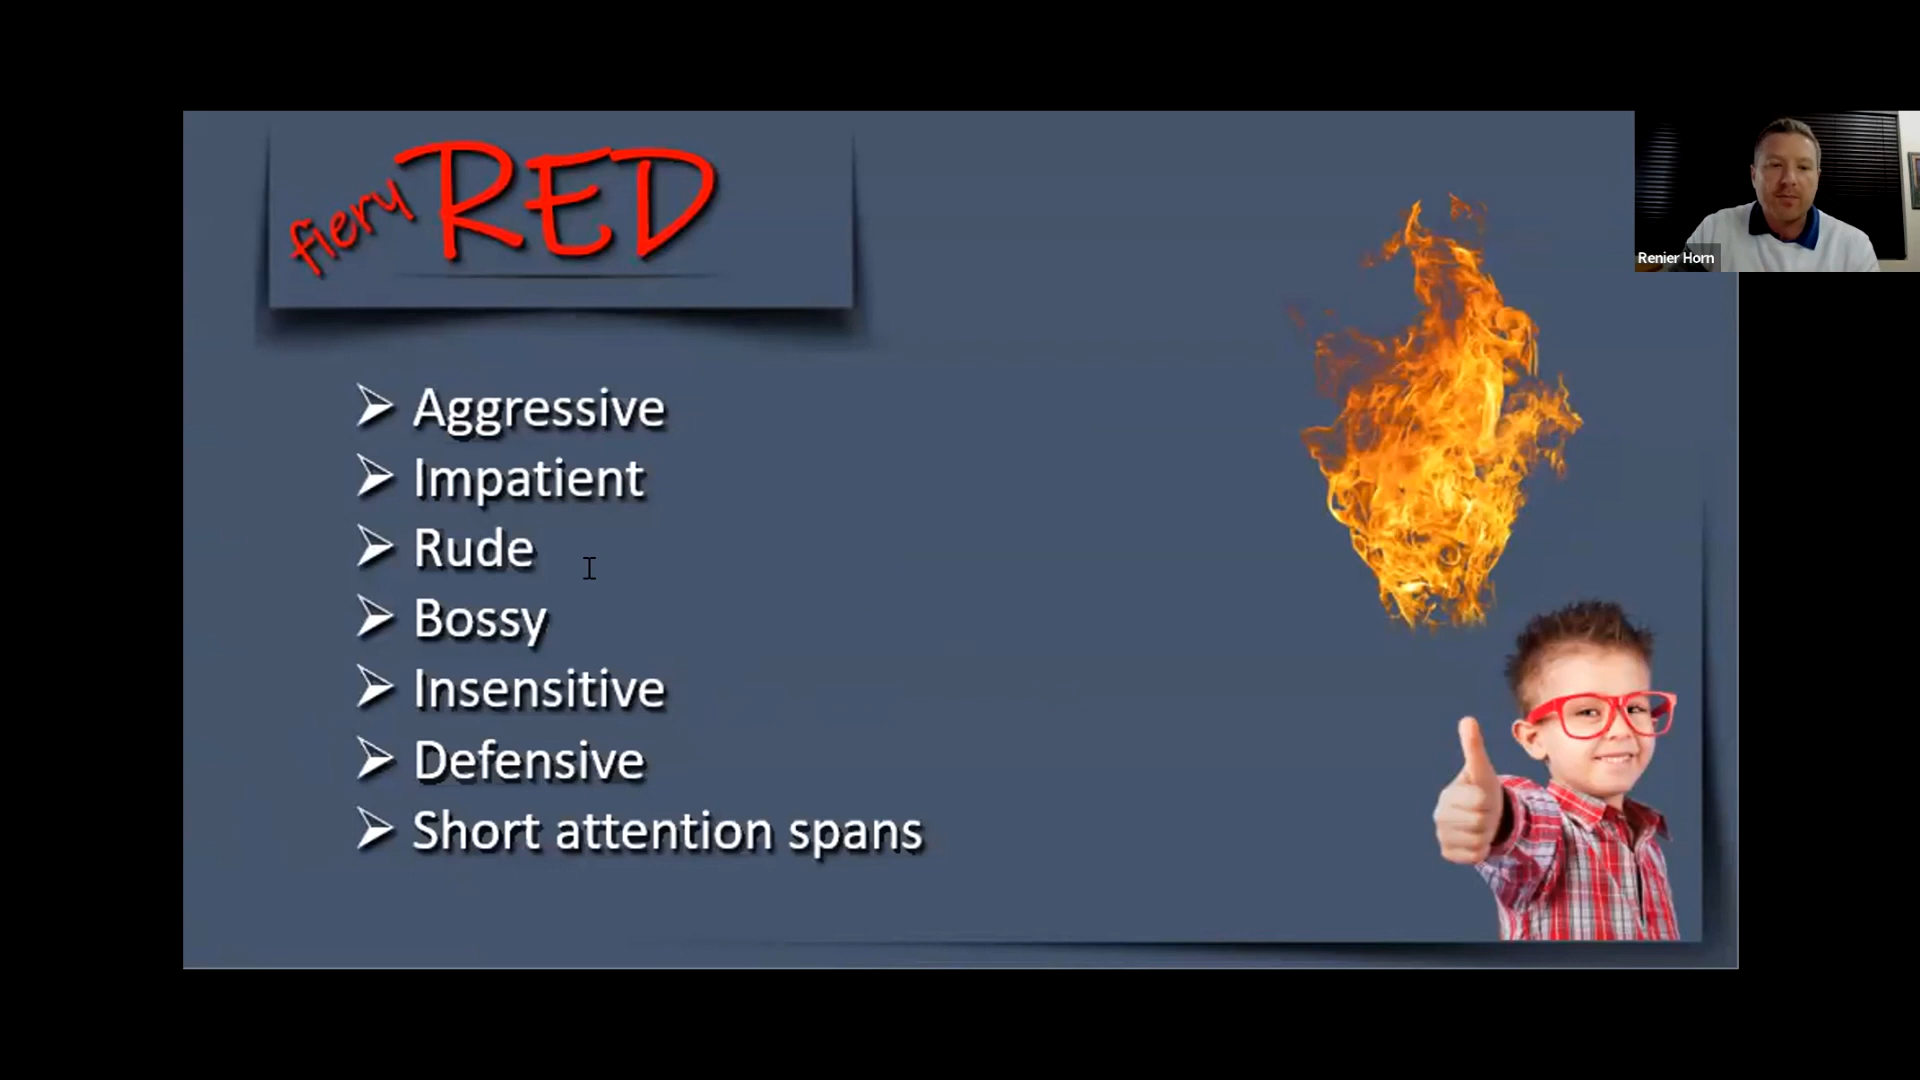 fiery RED
Renier Horn
Aggressive
Impatient
Rude
Bossy
Insensitive
Defensive
Short attention spans